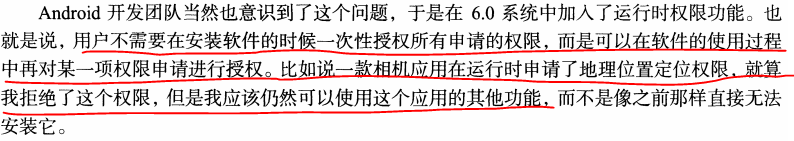 Android 开发团队当然也意识到了这个问题，于是在 6.0 系统中加入了运行时权限功能。也
就是说，用户不需要在安装软件的时候一次性授权所有申请的权限，而是可以在软件的使用过程
中再对某一项权限申请进行授权。比如说一款相机应用在运行时申请了地理位置定位权限，就算
我拒绝了这个权限，但是我应该仍然可以使用这个应用的其他功能，而不是像之前那样直接无法
安装它。